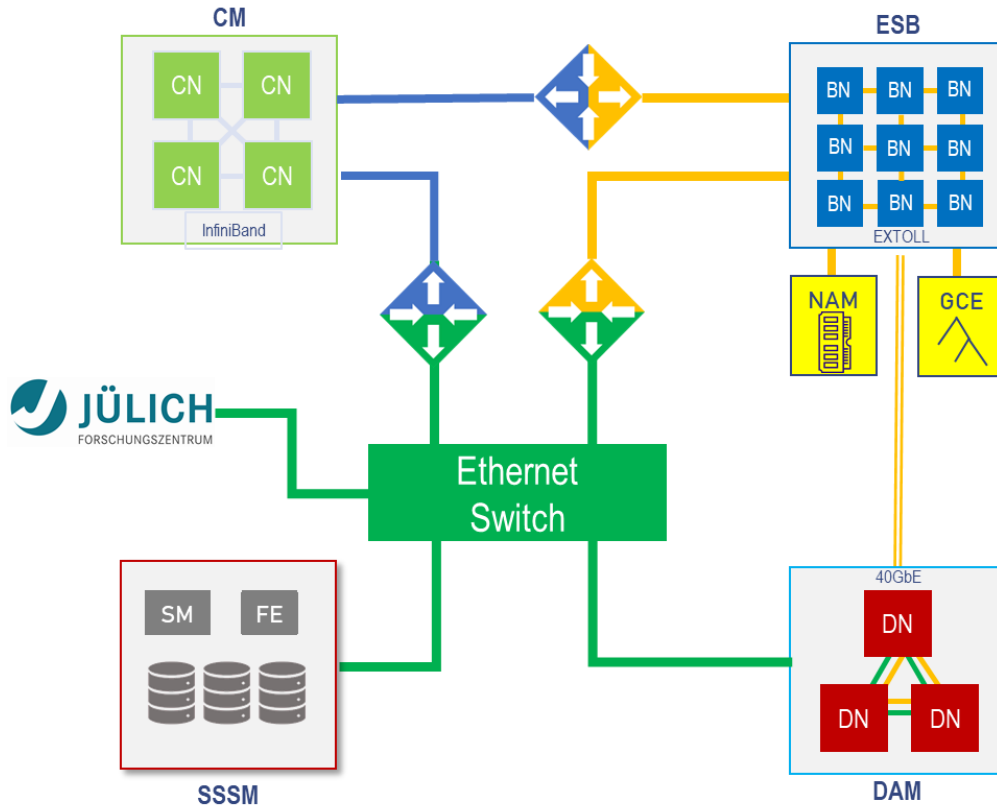 CM
ESB
CN
CN
CN
CN
InfiniBand
BN
BN
BN
BN
BN
BN
BN
BN
BN
EXTOLL
NAM
GCE
JÜLICH
FORSCHUNGSZENTRUM
Ethernet
Switch
SM
FE
40GbE
DN
DN
DN
SSSM
DAM